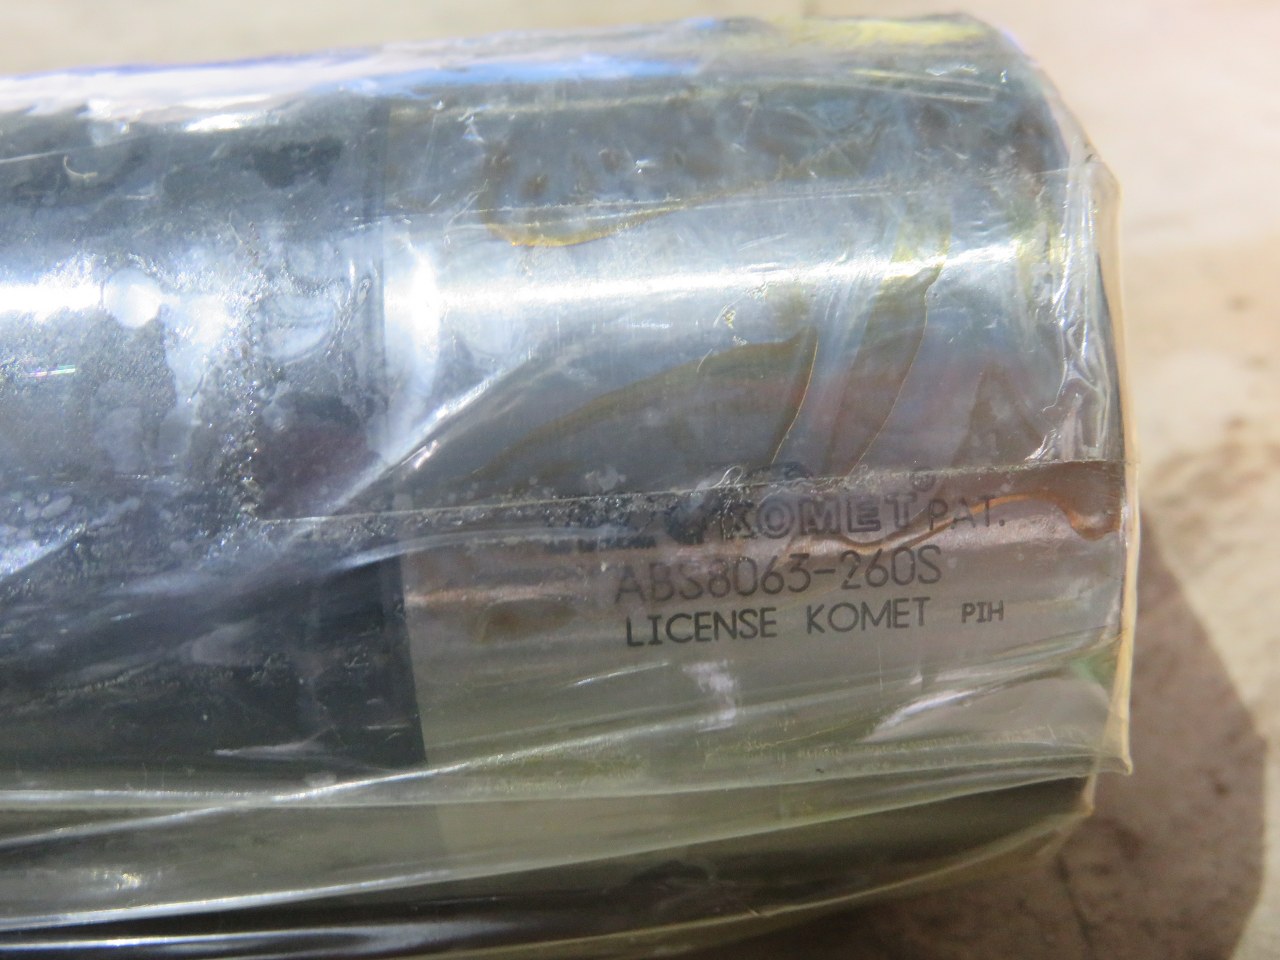 KOMET® PAT.
ABS8063-260S
LICENSE KOMET PIH